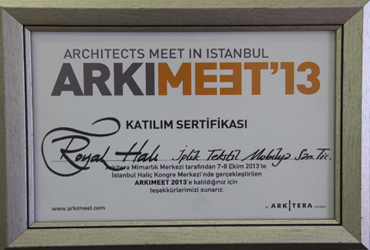 ARCHITECTS MEET IN ISTANBUL
ARKIMEET'13
KATILIM SERTİFİKASI
Royal Halı İplik Tekstil Mobilya San. Tic.
Arkitera Mimarlık Merkezi tarafından 7-8 Ekim 2013'te
İstanbul Haliç Kongre Merkezi'nde gerçekleştirilen
ARKIMEET 2013'e katıldığınız için
teşekkürlerimizi sunarız.
www.arkimeet.com
ARKITERA